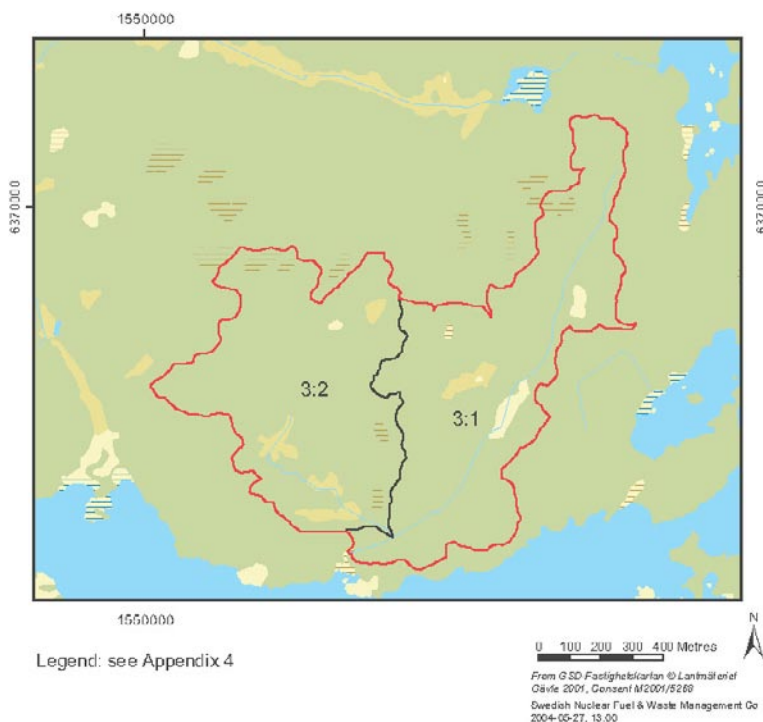 1550000
6370000
6370000
3:2
3:1
1550000
Legend: see Appendix 4
0 100 200 300 400 Metres
N
From GSD-Fastighetskartan © Lantmäteriet
Gävle 2001, Consent M2001/5268
Swedish Nuclear Fuel & Waste Management Co
2004-05-27, 13.00